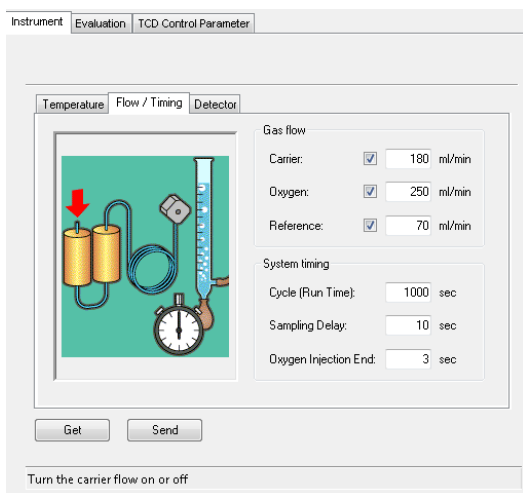 Instrument Evaluation TCD Control Parameter
Temperature Flow / Timing Detector
Gas flow
Carrier: 180 ml/min
Oxygen: 250 ml/min
Reference: 70 ml/min
System timing
Cycle (Run Time): 1000 sec
Sampling Delay: 10 sec
Oxygen Injection End: 3 sec
Get Send
Turn the carrier flow on or off